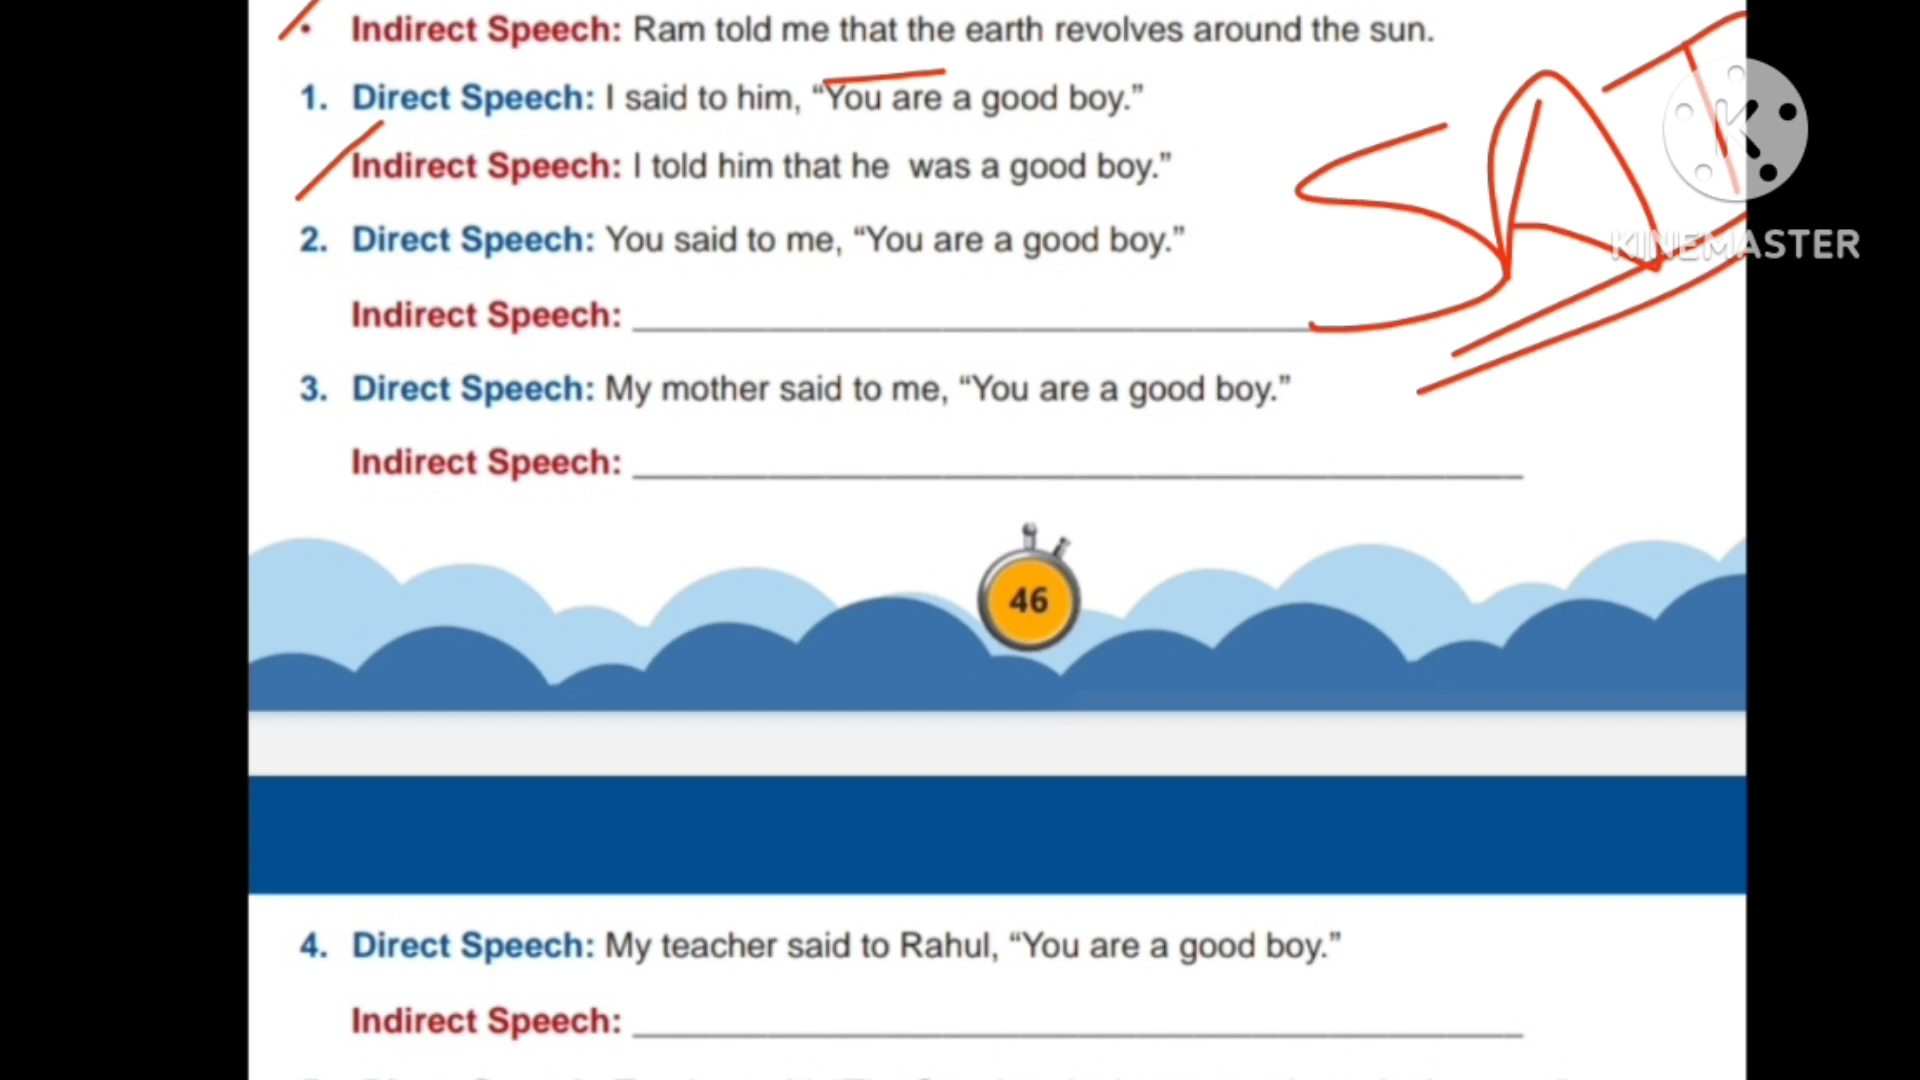 • Indirect Speech: Ram told me that the earth revolves around the sun.
1. Direct Speech: I said to him, “You are a good boy.”
Indirect Speech: I told him that he was a good boy.”
SAT
KINEMASTER
2. Direct Speech: You said to me, “You are a good boy.”
Indirect Speech:
3. Direct Speech: My mother said to me, “You are a good boy.”
Indirect Speech:
46
4. Direct Speech: My teacher said to Rahul, “You are a good boy.”
Indirect Speech: